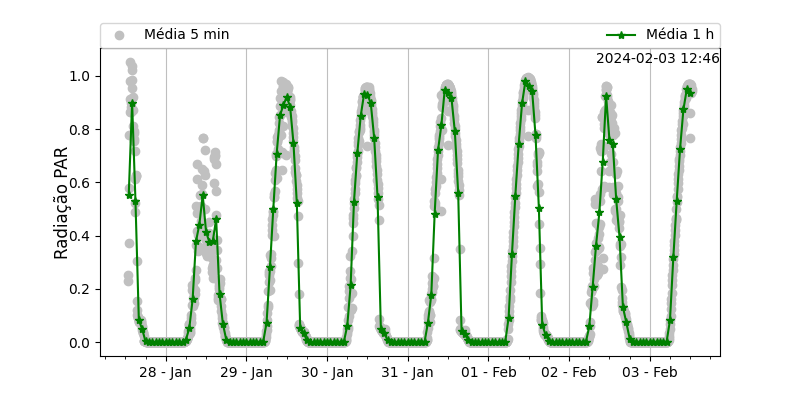 Média 5 min
Média 1 h
2024-02-03 12:46
Radiação PAR
1.0
0.8
0.6
0.4
0.2
0.0
28 - Jan
29 - Jan
30 - Jan
31 - Jan
01 - Feb
02 - Feb
03 - Feb